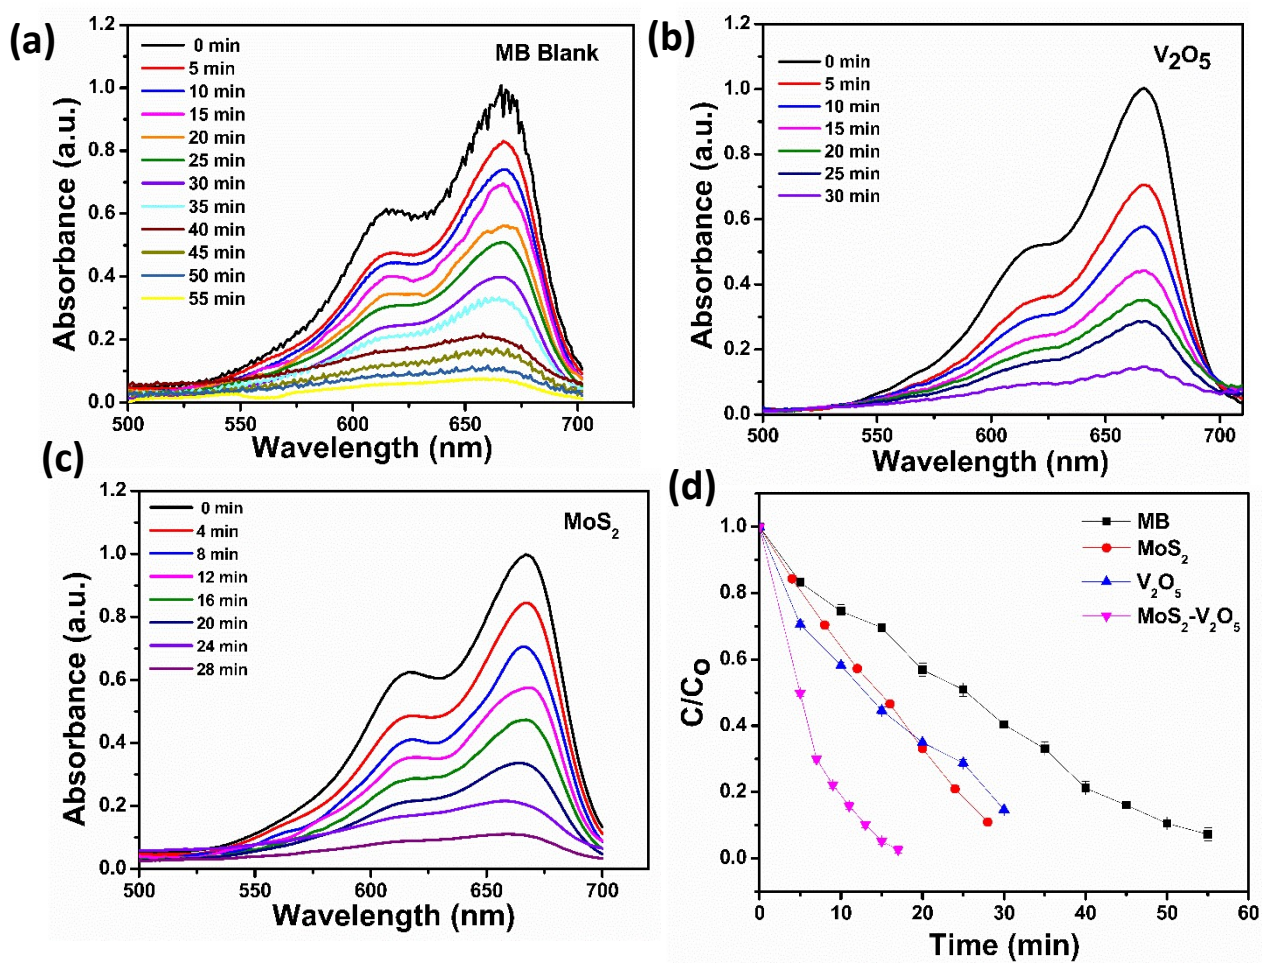 (a)
MB Blank
0 min
5 min
10 min
15 min
20 min
25 min
30 min
35 min
40 min
45 min
50 min
55 min
1.2
1.0
0.8
0.6
0.4
0.2
0.0
Absorbance (a.u.)
500
550
600
650
700
Wavelength (nm)
(b)
V2O5
0 min
5 min
10 min
15 min
20 min
25 min
30 min
1.2
1.0
0.8
0.6
0.4
0.2
0.0
Absorbance (a.u.)
500
550
600
650
700
Wavelength (nm)
(c)
MoS2
0 min
4 min
8 min
12 min
16 min
20 min
24 min
28 min
1.2
1.0
0.8
0.6
0.4
0.2
0.0
Absorbance (a.u.)
500
550
600
650
700
Wavelength (nm)
(d)
MB
MoS2
V2O5
MoS2-V2O5
1.0
0.8
0.6
0.4
0.2
0.0
C/Co
0
10
20
30
40
50
60
Time (min)